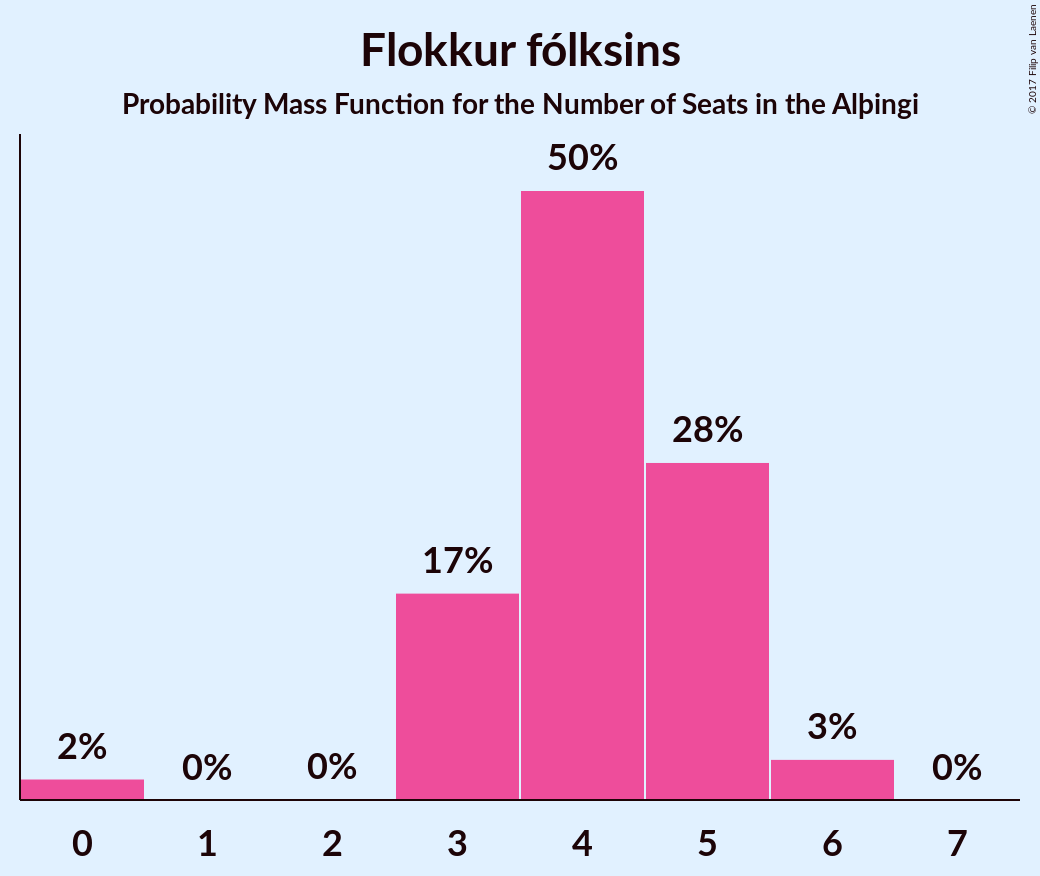 Flokkur fólksins
Probability Mass Function for the Number of Seats in the Alþingi
© 2017 Filip van Laenen
50%
28%
17%
3%
2%
0%
0%
0%
0 1 2 3 4 5 6 7